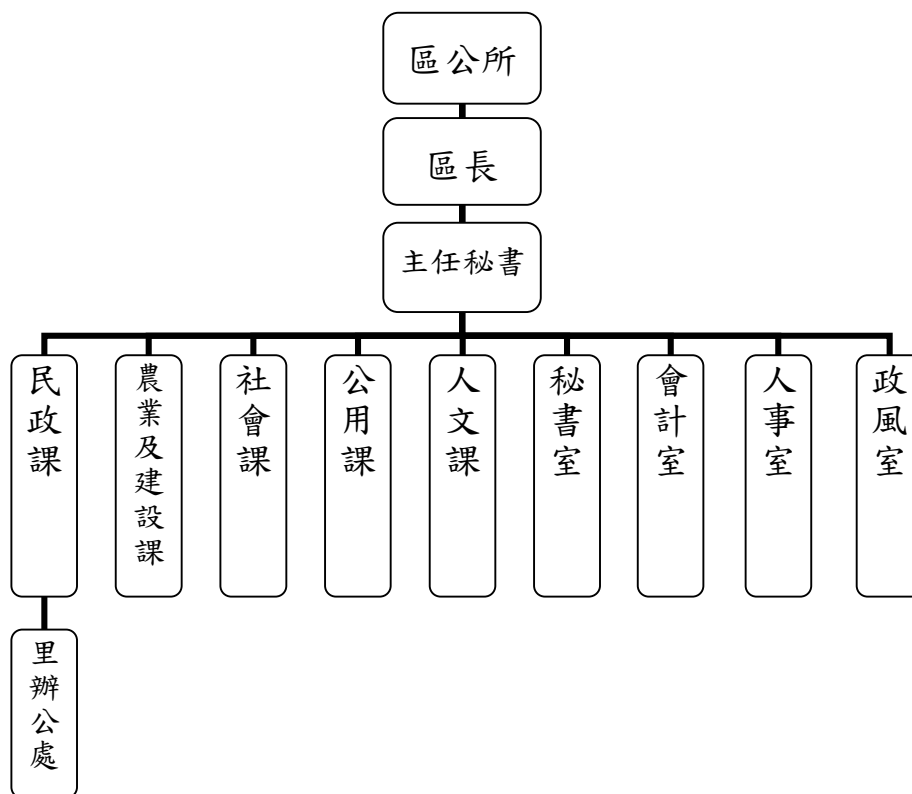 區公所
區長
主任秘書
民政課
農業及建設課
社會課
公用課
人文課
秘書室
會計室
人事室
政風室
里辦公處